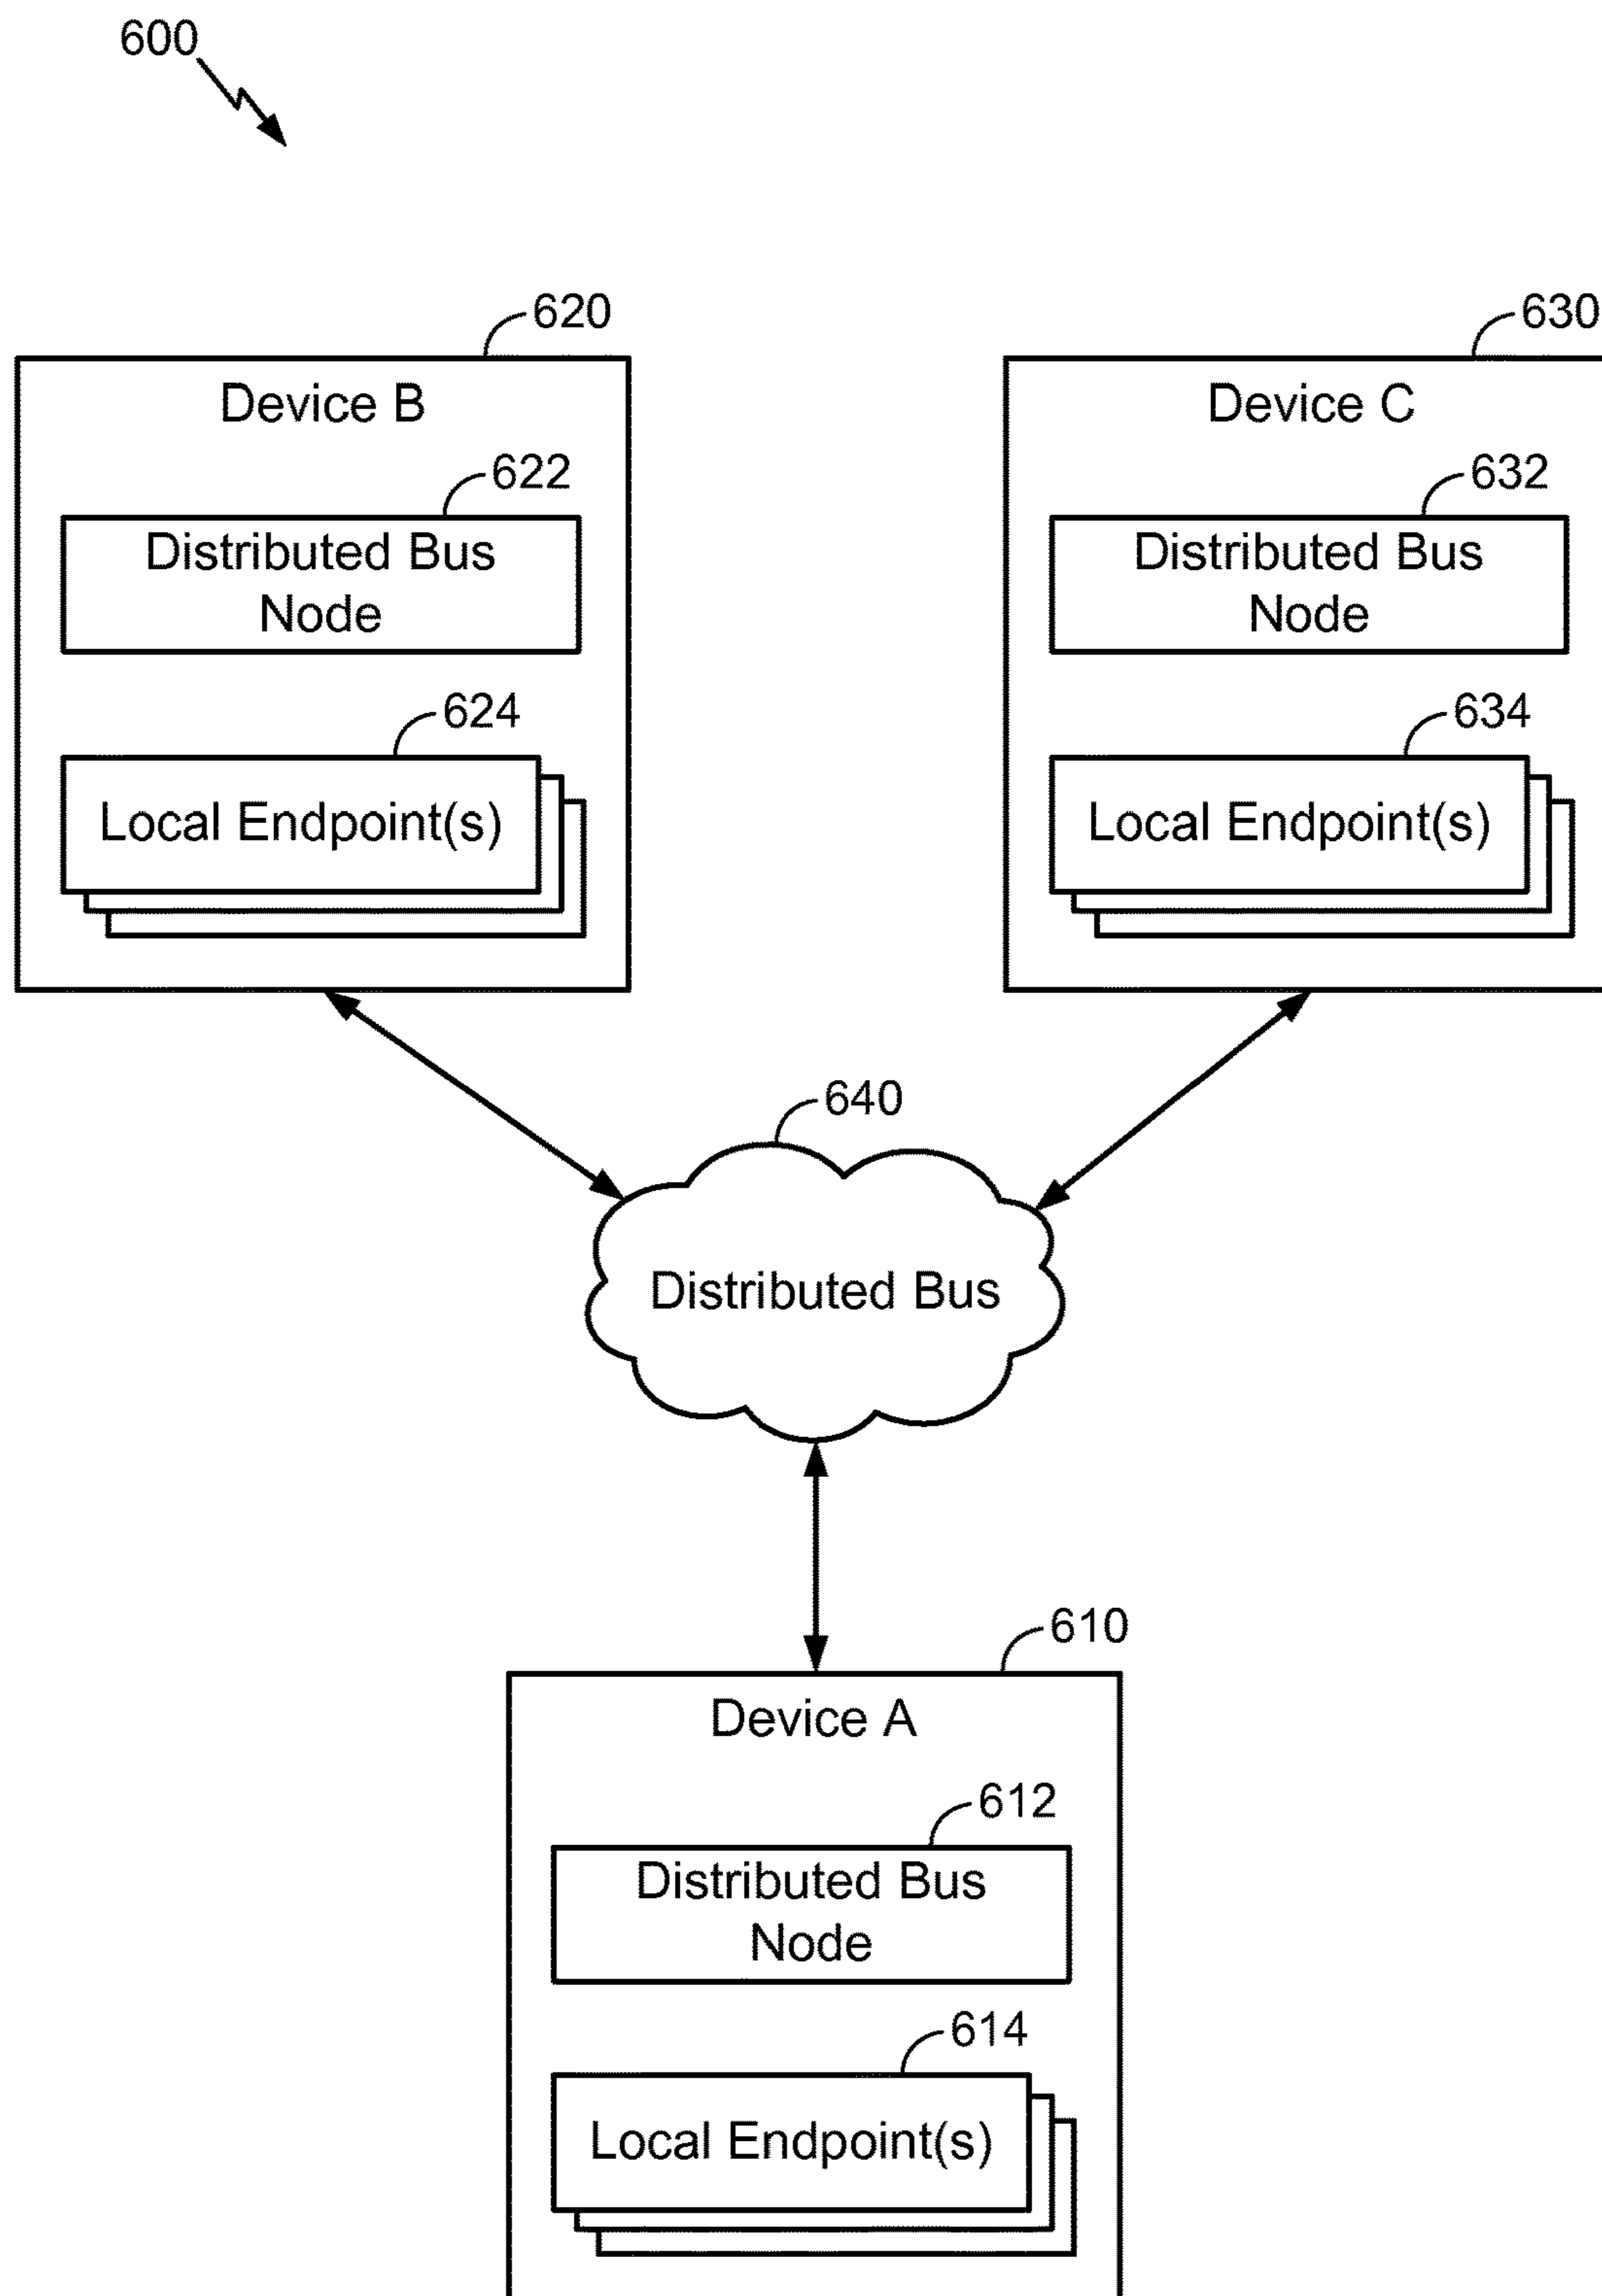 600
620
Device B
622
Distributed Bus
Node
624
Local Endpoint(s)
630
Device C
632
Distributed Bus
Node
634
Local Endpoint(s)
640
Distributed Bus
610
Device A
612
Distributed Bus
Node
614
Local Endpoint(s)